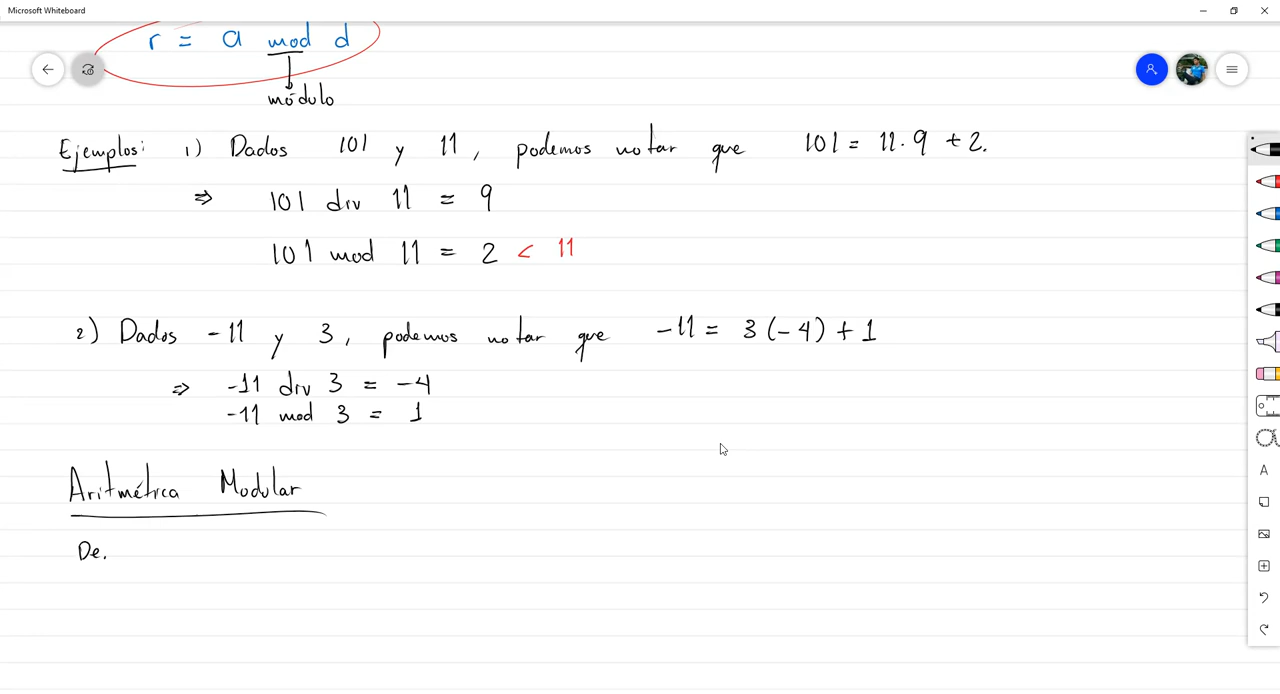 Microsoft Whiteboard
r = a mod d
módulo
Ejemplos: 1) Dados 101 y 11, podemos notar que 101 = 11·9 + 2.
⇒ 101 div 11 = 9
101 mod 11 = 2 < 11
2) Dados -11 y 3, podemos notar que -11 = 3(-4) + 1
⇒ -11 div 3 = -4
-11 mod 3 = 1
Aritmética Modular
De.